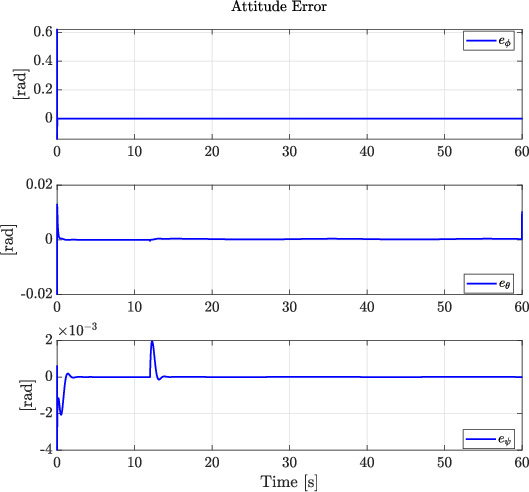 Attitude Error
0.6
0.4
0.2
0
[rad]
e_ϕ
0 10 20 30 40 50 60
0.02
0
-0.02
[rad]
e_θ
0 10 20 30 40 50 60
×10⁻³
2
0
-2
-4
[rad]
e_ψ
0 10 20 30 40 50 60
Time [s]